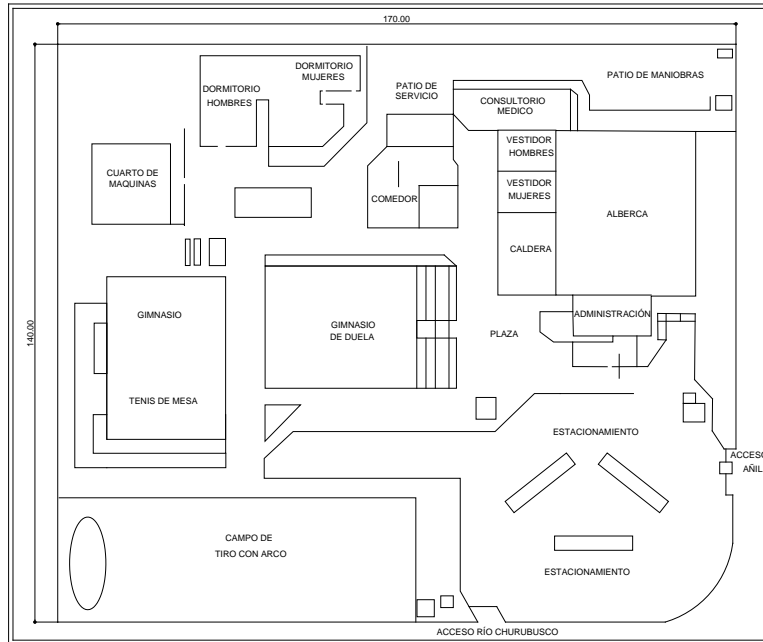 170.00
140.00
DORMITORIO
MUJERES
DORMITORIO
HOMBRES
PATIO DE
SERVICIO
PATIO DE MANIOBRAS
CONSULTORIO
MEDICO
VESTIDOR
HOMBRES
CUARTO DE
MAQUINAS
VESTIDOR
MUJERES
COMEDOR
ALBERCA
CALDERA
GIMNASIO
ADMINISTRACIÓN
GIMNASIO
DE DUELA
PLAZA
TENIS DE MESA
ESTACIONAMIENTO
ACCESO
AÑIL
CAMPO DE
TIRO CON ARCO
ESTACIONAMIENTO
ACCESO RÍO CHURUBUSCO